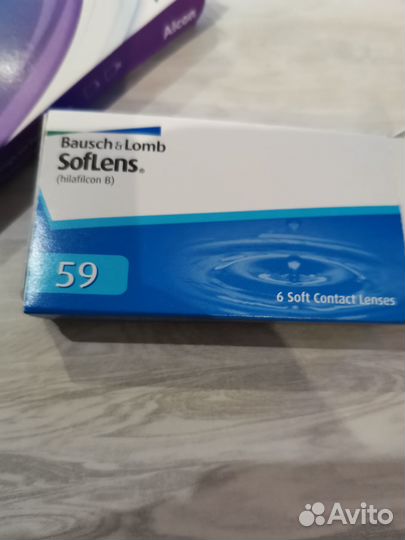 Alcon
Bausch & Lomb
SofLens®
(hilafilcon B)
59
6 Soft Contact Lenses
Avito